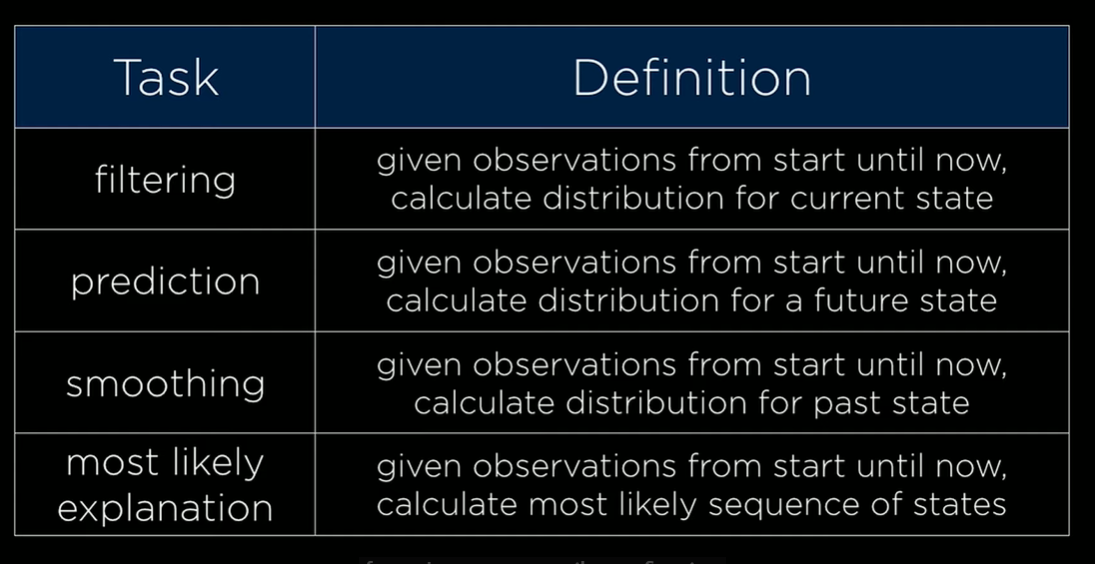 Task
Definition
filtering
given observations from start until now,
calculate distribution for current state
prediction
given observations from start until now,
calculate distribution for a future state
smoothing
given observations from start until now,
calculate distribution for past state
most likely
explanation
given observations from start until now,
calculate most likely sequence of states